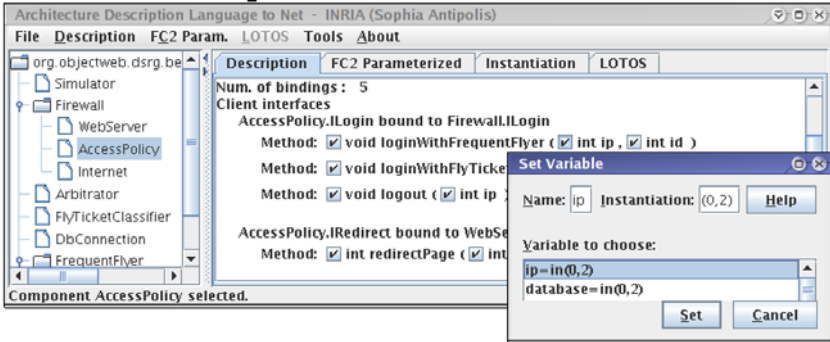 Architecture Description Language to Net - INRIA (Sophia Antipolis)
File Description FC2 Param. LOTOS Tools About
org.objectweb.dsrg.be
Simulator
Firewall
WebServer
AccessPolicy
Internet
Arbitrator
FlyTicketClassifier
DbConnection
FrequentFlyer
Description FC2 Parameterized Instantiation LOTOS
Num. of bindings: 5
Client interfaces
AccessPolicy.ILogin bound to Firewall.ILogin
Method: void loginWithFrequentFlyer ( int ip , int id )
Method: void loginWithFlyTicke
Method: void logout ( int ip )
AccessPolicy.IRedirect bound to WebSe
Method: int redirectPage ( int
Component AccessPolicy selected.
Set Variable
Name: ip Instantiation: (0,2) Help
Variable to choose:
ip=in(0,2)
database=in(0,2)
Set Cancel